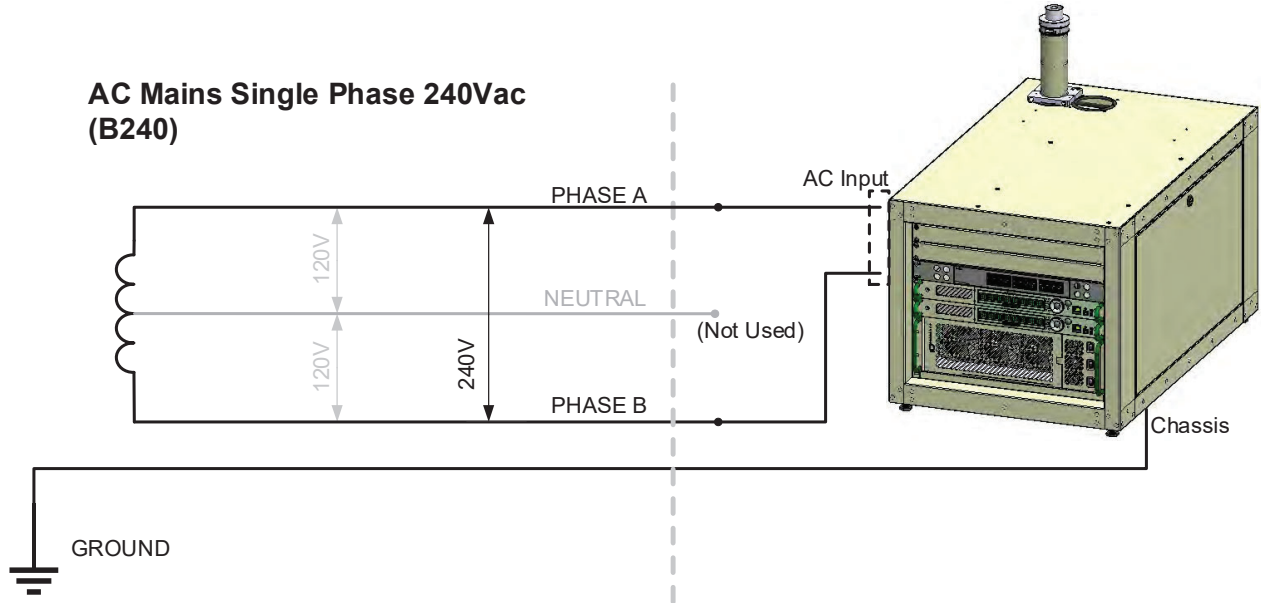 AC Mains Single Phase 240Vac
(B240)
AC Input
PHASE A
120V
NEUTRAL
(Not Used)
120V
240V
PHASE B
Chassis
GROUND